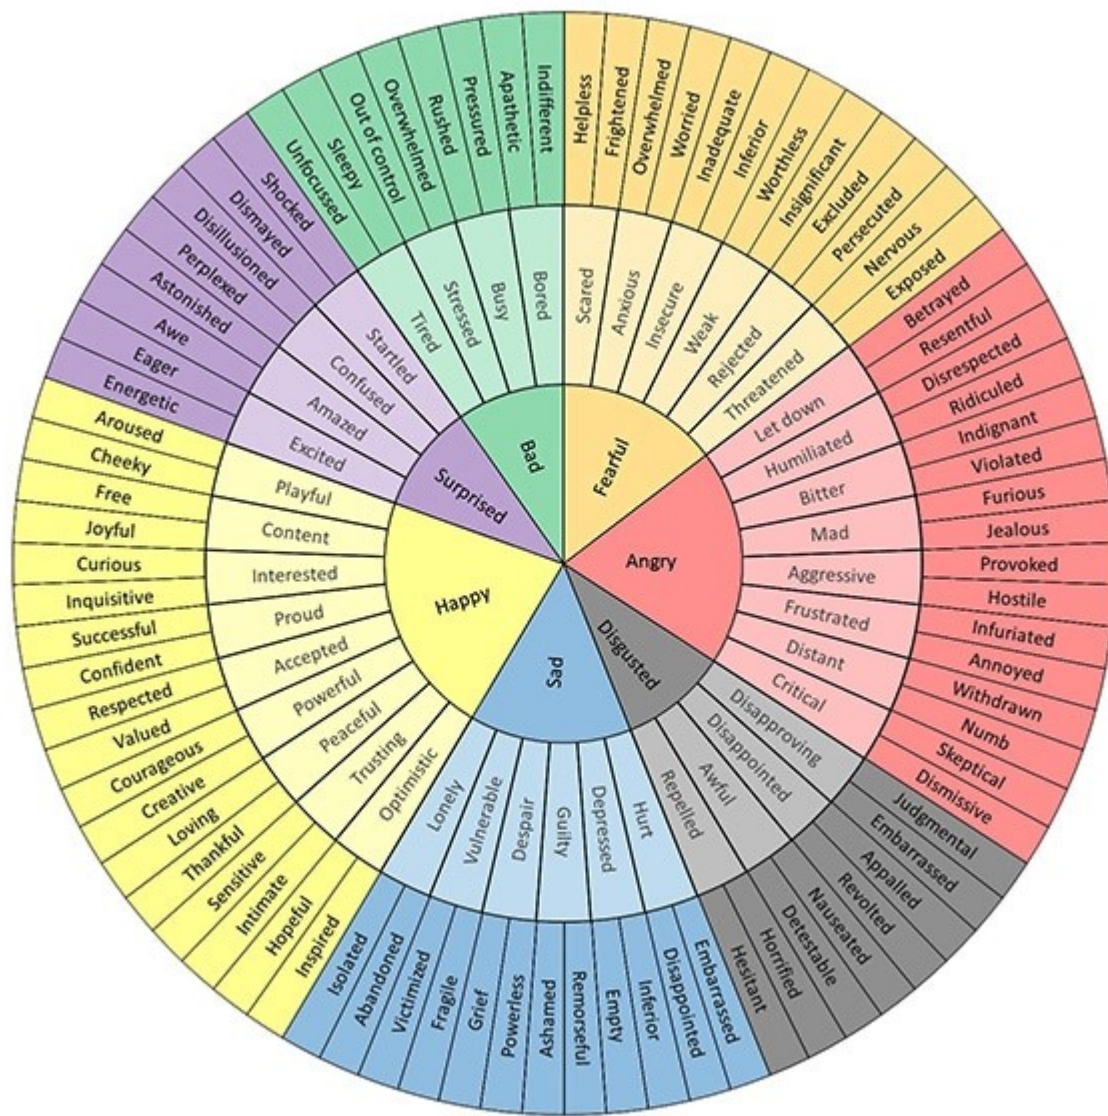 Bad
Fearful
Angry
Disgusted
Sad
Happy
Surprised
Tired
Stressed
Busy
Bored
Scared
Anxious
Insecure
Weak
Rejected
Threatened
Let down
Humiliated
Bitter
Mad
Aggressive
Frustrated
Distant
Critical
Disapproving
Disappointed
Awful
Repelled
Hurt
Depressed
Guilty
Despair
Vulnerable
Lonely
Optimistic
Trusting
Peaceful
Powerful
Accepted
Proud
Interested
Content
Playful
Excited
Amazed
Confused
Startled
Unfocussed
Sleepy
Out of control
Overwhelmed
Rushed
Pressured
Apathetic
Indifferent
Helpless
Frightened
Overwhelmed
Worried
Inadequate
Inferior
Worthless
Insignificant
Excluded
Persecuted
Nervous
Exposed
Betrayed
Resentful
Disrespected
Ridiculed
Indignant
Violated
Furious
Jealous
Provoked
Hostile
Infuriated
Annoyed
Withdrawn
Numb
Skeptical
Dismissive
Judgmental
Embarrassed
Appalled
Revolted
Nauseated
Detestable
Horrified
Hesitant
Embarrassed
Disappointed
Inferior
Empty
Remorseful
Ashamed
Powerless
Grief
Fragile
Victimized
Abandoned
Isolated
Inspired
Hopeful
Intimate
Sensitive
Thankful
Loving
Creative
Courageous
Valued
Respected
Confident
Successful
Inquisitive
Curious
Joyful
Free
Cheeky
Aroused
Energetic
Eager
Awe
Astonished
Perplexed
Disillusioned
Dismayed
Shocked